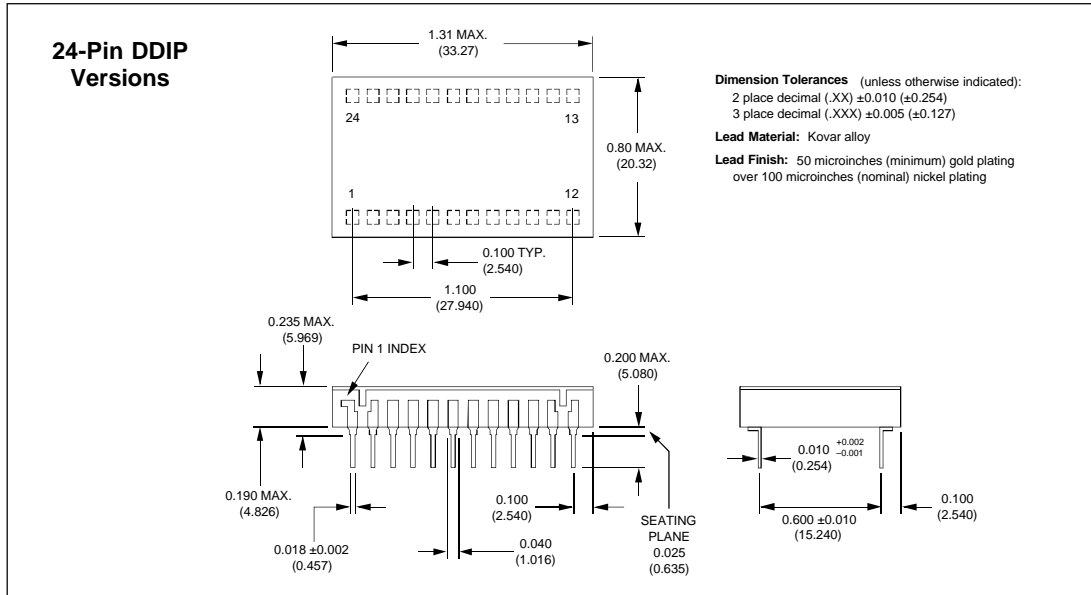 24-Pin DDIP
Versions
1.31 MAX.
(33.27)
Dimension Tolerances (unless otherwise indicated):
2 place decimal (.XX) ±0.010 (±0.254)
3 place decimal (.XXX) ±0.005 (±0.127)
Lead Material: Kovar alloy
Lead Finish: 50 microinches (minimum) gold plating
over 100 microinches (nominal) nickel plating
24
13
0.80 MAX.
(20.32)
1
12
0.100 TYP.
(2.540)
1.100
(27.940)
0.235 MAX.
(5.969)
PIN 1 INDEX
0.200 MAX.
(5.080)
0.190 MAX.
(4.826)
0.018 ±0.002
(0.457)
0.100
(2.540)
0.040
(1.016)
SEATING
PLANE
0.025
(0.635)
0.010 +0.002
–0.001
(0.254)
0.600 ±0.010
(15.240)
0.100
(2.540)